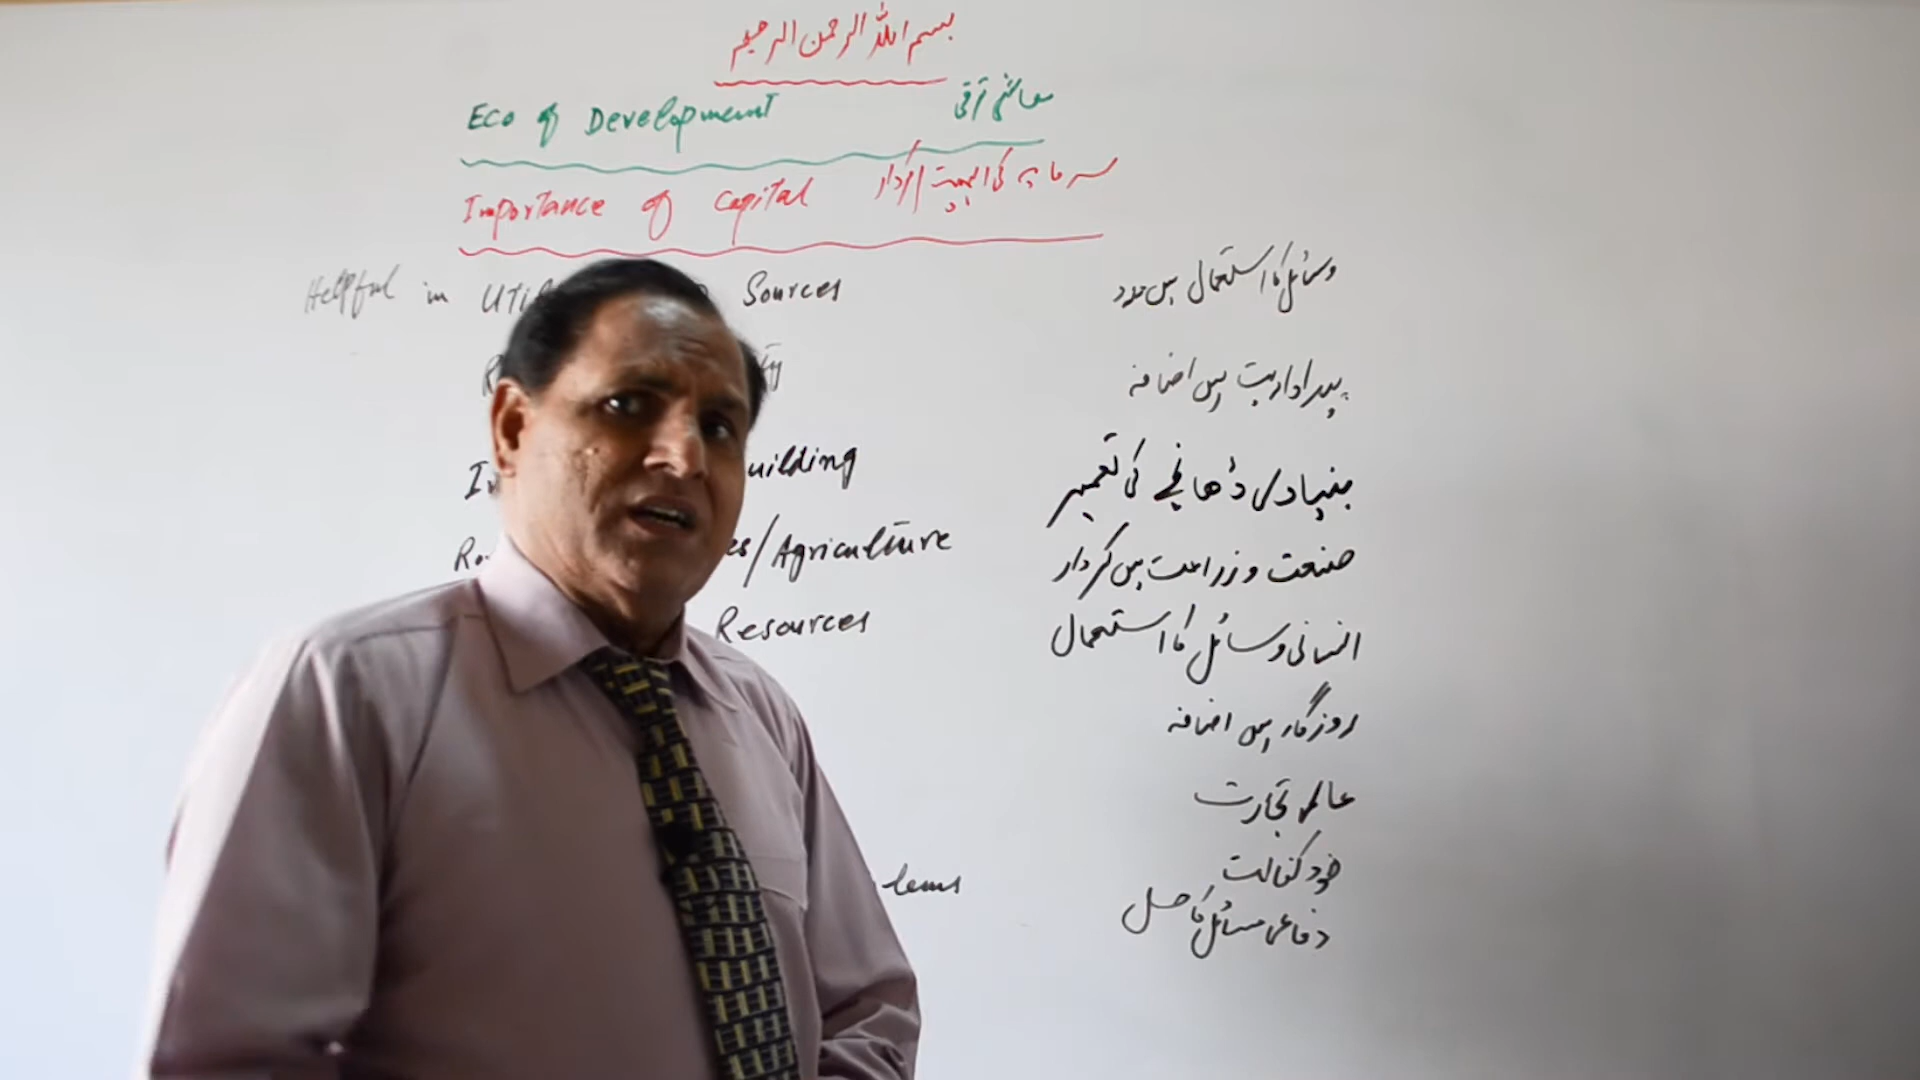 بسم اللہ الرحمن الرحیم
Eco of Development معاشی ترقی
Importance of Capital سرمایہ کی اہمیت / کردار
Helpful in Sources وسائل کا استعمال میں مدد
پیداواریت میں اضافہ
بنیادی ڈھانچے کی تعمیر
/Agriculture صنعت و زراعت میں کردار
Resources انسانی وسائل کا استعمال
روزگار میں اضافہ
عالمی تجارت
خود کفالت
دفاعی مسائل کا حل